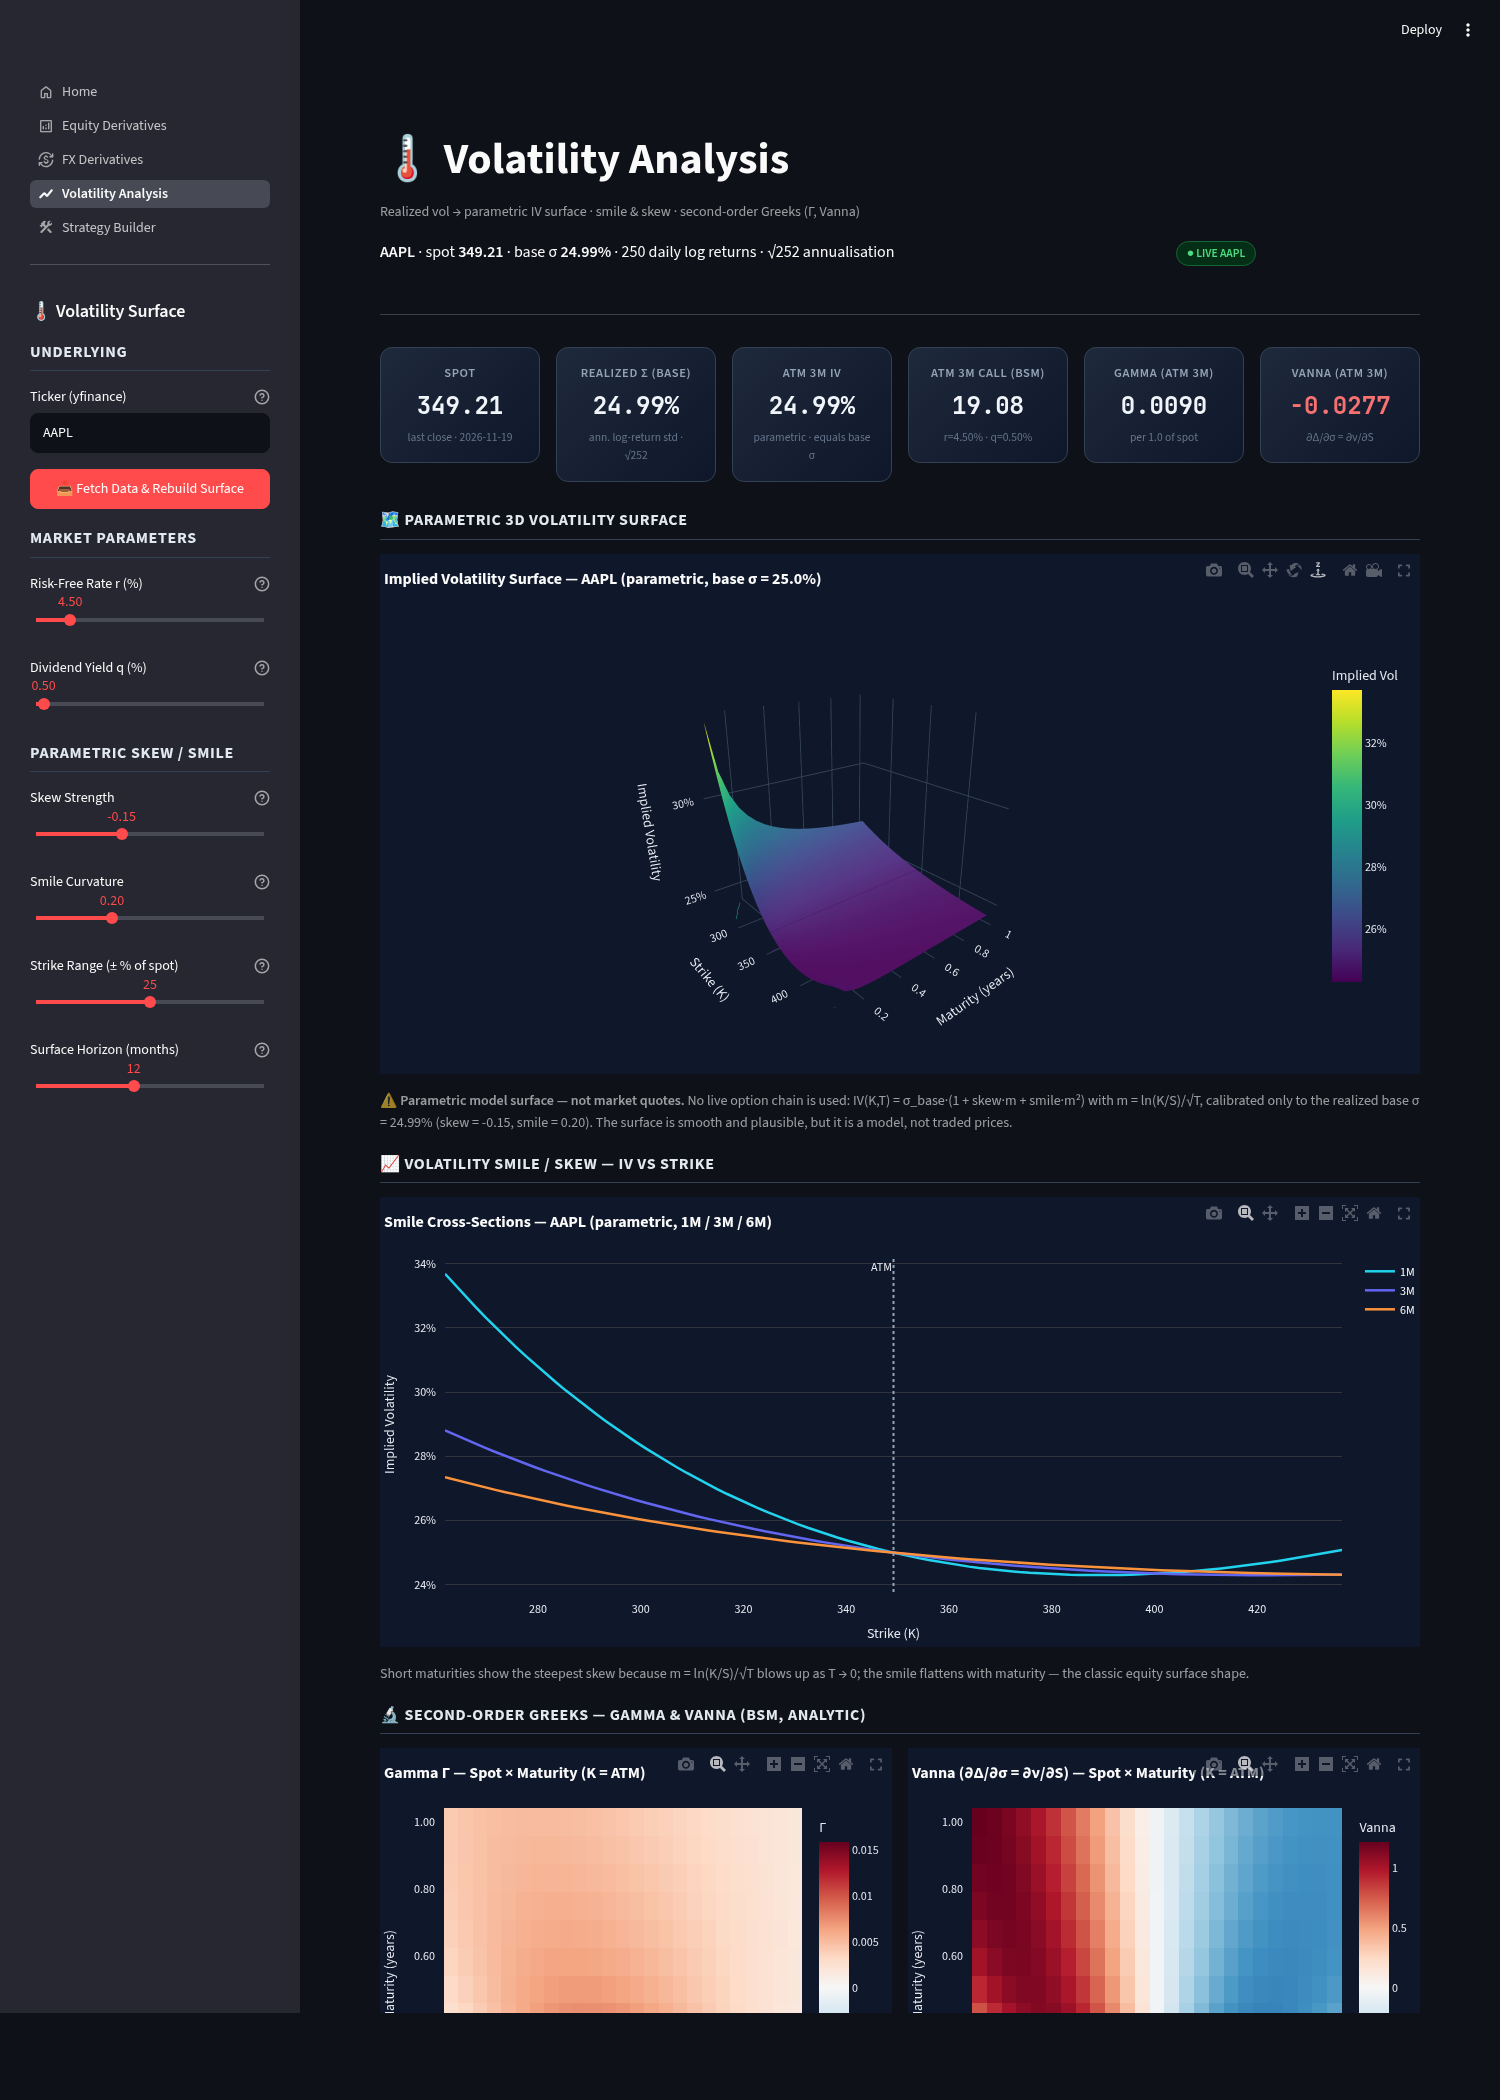 Deploy
Home
Equity Derivatives
FX Derivatives
Volatility Analysis
Strategy Builder
🌡️ Volatility Surface
UNDERLYING
Ticker (yfinance)
AAPL
📥 Fetch Data & Rebuild Surface
MARKET PARAMETERS
Risk-Free Rate r (%)
4.50
Dividend Yield q (%)
0.50
PARAMETRIC SKEW / SMILE
Skew Strength
-0.15
Smile Curvature
0.20
Strike Range (± % of spot)
25
Surface Horizon (months)
12
🌡️ Volatility Analysis
Realized vol → parametric IV surface · smile & skew · second-order Greeks (Γ, Vanna)
AAPL · spot 349.21 · base σ 24.99% · 250 daily log returns · √252 annualisation
● LIVE AAPL
SPOT
349.21
last close · 2026-11-19
REALIZED Σ (BASE)
24.99%
ann. log-return std ·
√252
ATM 3M IV
24.99%
parametric · equals base
σ
ATM 3M CALL (BSM)
19.08
r=4.50% · q=0.50%
GAMMA (ATM 3M)
0.0090
per 1.0 of spot
VANNA (ATM 3M)
-0.0277
∂Δ/∂σ = ∂ν/∂S
🗺️ PARAMETRIC 3D VOLATILITY SURFACE
Implied Volatility Surface — AAPL (parametric, base σ = 25.0%)
Implied Vol
32%
30%
28%
26%
Implied Volatility
30%
25%
300
350
400
Strike (K)
0.2
0.4
0.6
0.8
1
Maturity (years)
⚠️ Parametric model surface — not market quotes. No live option chain is used: IV(K,T) = σ_base·(1 + skew·m + smile·m²) with m = ln(K/S)/√T, calibrated only to the realized base σ
= 24.99% (skew = -0.15, smile = 0.20). The surface is smooth and plausible, but it is a model, not traded prices.
📈 VOLATILITY SMILE / SKEW — IV VS STRIKE
Smile Cross-Sections — AAPL (parametric, 1M / 3M / 6M)
34%
32%
30%
28%
26%
24%
Implied Volatility
ATM
1M
3M
6M
280
300
320
340
360
380
400
420
Strike (K)
Short maturities show the steepest skew because m = ln(K/S)/√T blows up as T → 0; the smile flattens with maturity — the classic equity surface shape.
🔬 SECOND-ORDER GREEKS — GAMMA & VANNA (BSM, ANALYTIC)
Gamma Γ — Spot × Maturity (K = ATM)
1.00
0.80
0.60
aturity (years)
Γ
0.015
0.01
0.005
0
Vanna (∂Δ/∂σ = ∂ν/∂S) — Spot × Maturity (K = ATM)
1.00
0.80
0.60
aturity (years)
Vanna
1
0.5
0